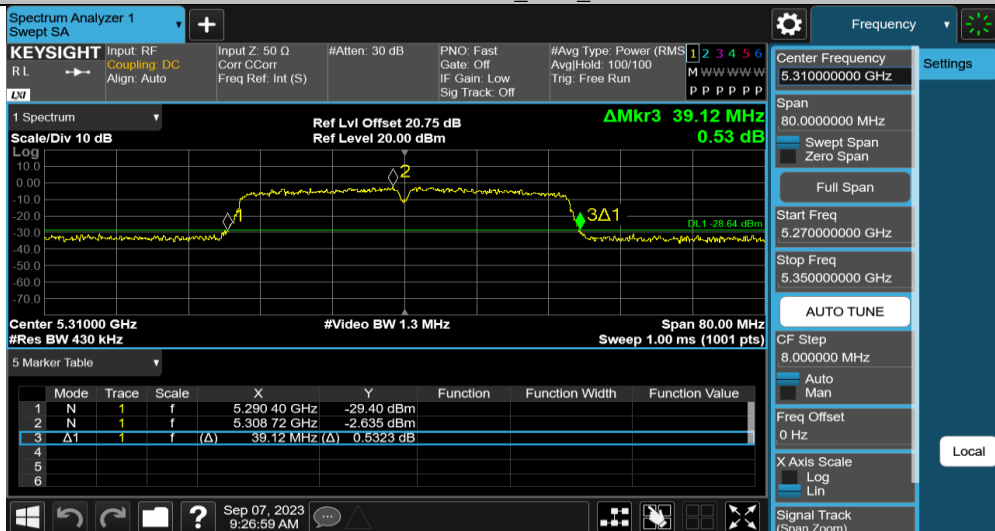 Spectrum Analyzer 1
Swept SA
+
Frequency
KEYSIGHT
R L
LXI
Input: RF
Coupling: DC
Align: Auto
Input Z: 50 Ω
Corr CCorr
Freq Ref: Int (S)
#Atten: 30 dB
PNO: Fast
Gate: Off
IF Gain: Low
Sig Track: Off
#Avg Type: Power (RMS
Avg|Hold: 100/100
Trig: Free Run
1 2 3 4 5 6
M W W W W W
P P P P P P
1 Spectrum
Scale/Div 10 dB
Ref Lvl Offset 20.75 dB
Ref Level 20.00 dBm
ΔMkr3 39.12 MHz
0.53 dB
Log
10.0
0.00
-10.0
-20.0
-30.0
-40.0
-50.0
-60.0
-70.0
1
2
3Δ1
DL1 -28.64 dBm
Center 5.31000 GHz
#Res BW 430 kHz
#Video BW 1.3 MHz
Span 80.00 MHz
Sweep 1.00 ms (1001 pts)
5 Marker Table
Mode Trace Scale X Y Function Function Width Function Value
1 N 1 f 5.290 40 GHz -29.40 dBm
2 N 1 f 5.308 72 GHz -2.635 dBm
3 Δ1 1 f (Δ) 39.12 MHz (Δ) 0.5323 dB
4
5
6
?
Sep 07, 2023
9:26:59 AM
Center Frequency
5.310000000 GHz
Span
80.0000000 MHz
Swept Span
Zero Span
Full Span
Start Freq
5.270000000 GHz
Stop Freq
5.350000000 GHz
AUTO TUNE
CF Step
8.000000 MHz
Auto
Man
Freq Offset
0 Hz
X Axis Scale
Log
Lin
Signal Track
(Span Zoom)
Settings
Local